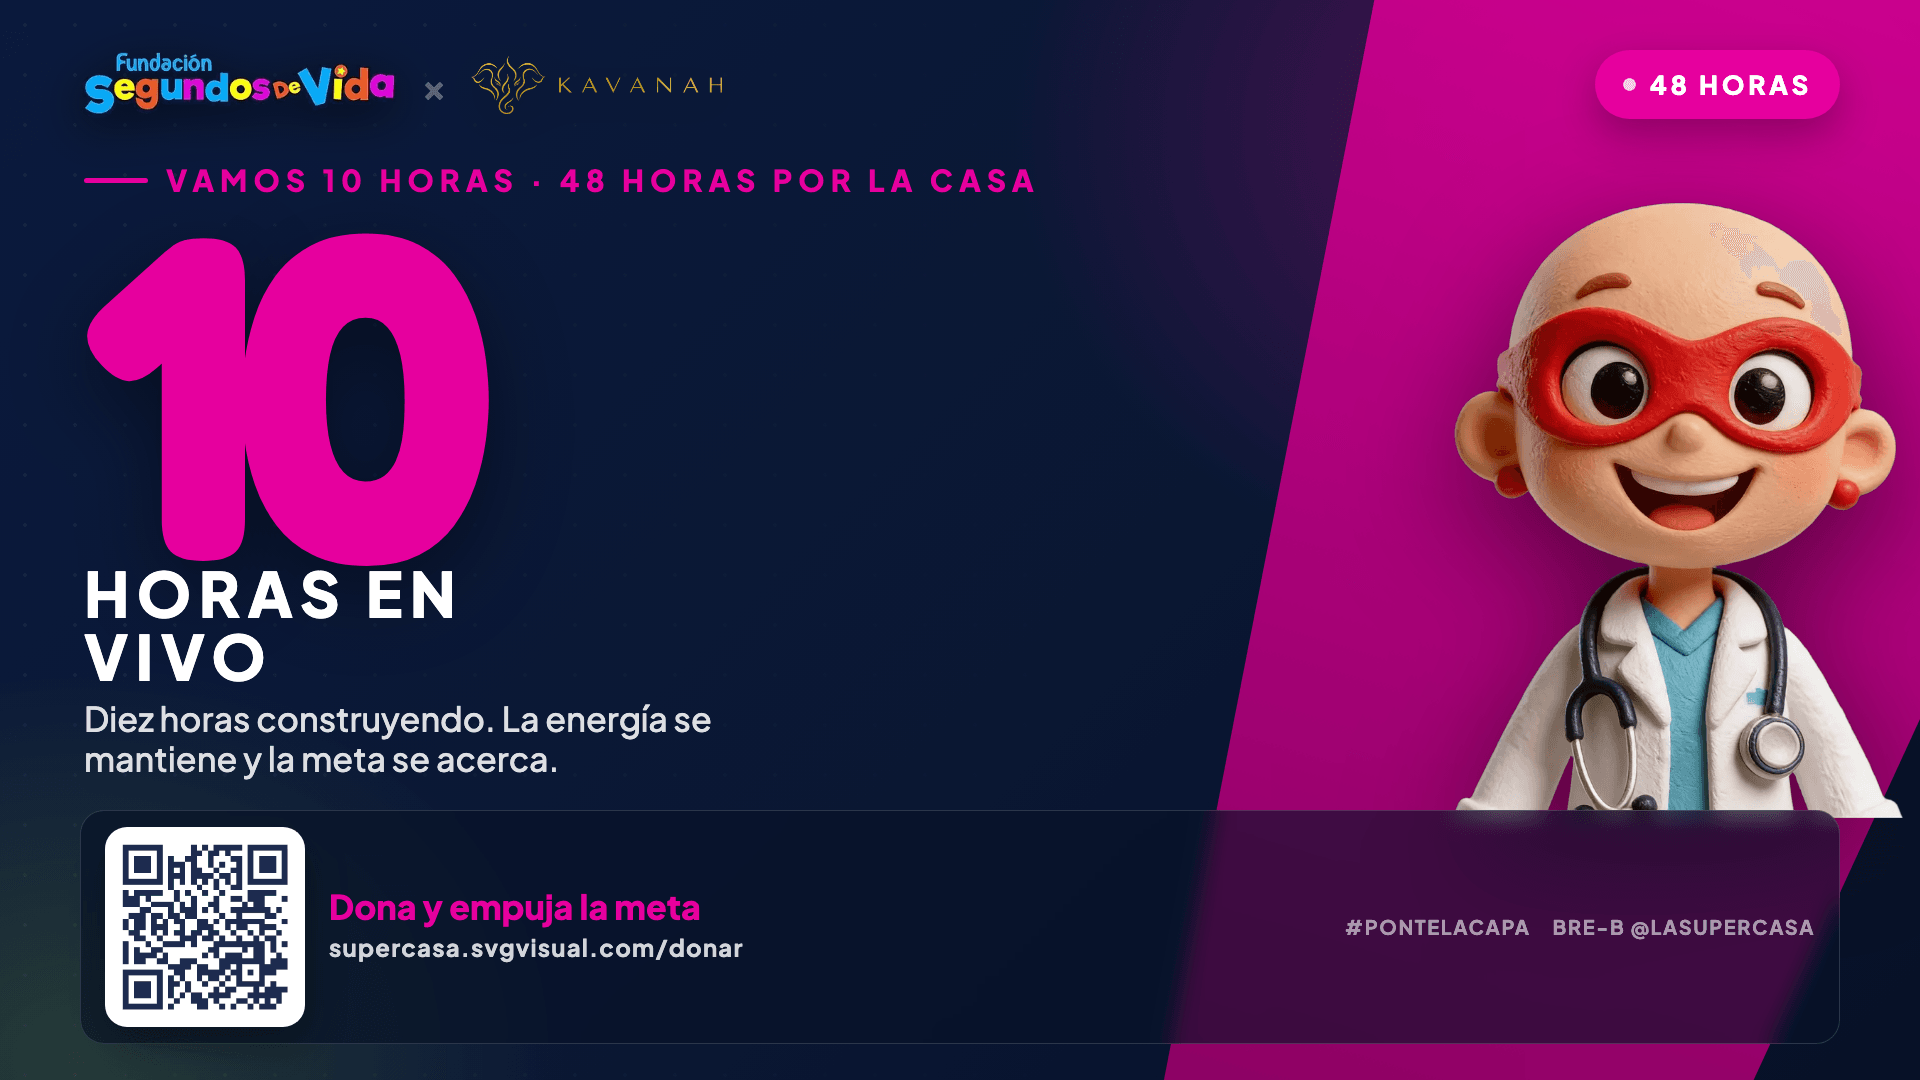 Fundación
Segundos de Vida × KAVANAH
48 HORAS
VAMOS 10 HORAS · 48 HORAS POR LA CASA
10
HORAS EN
VIVO
Diez horas construyendo. La energía se
mantiene y la meta se acerca.
Dona y empuja la meta
supercasa.svgvisual.com/donar
#PONTELACAPA BRE-B @LASUPERCASA